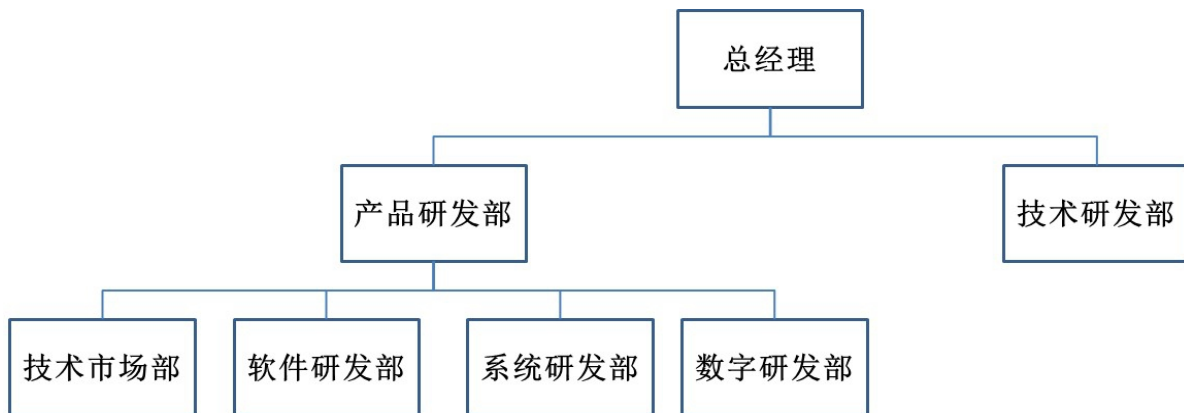 总经理
产品研发部
技术研发部
技术市场部
软件研发部
系统研发部
数字研发部